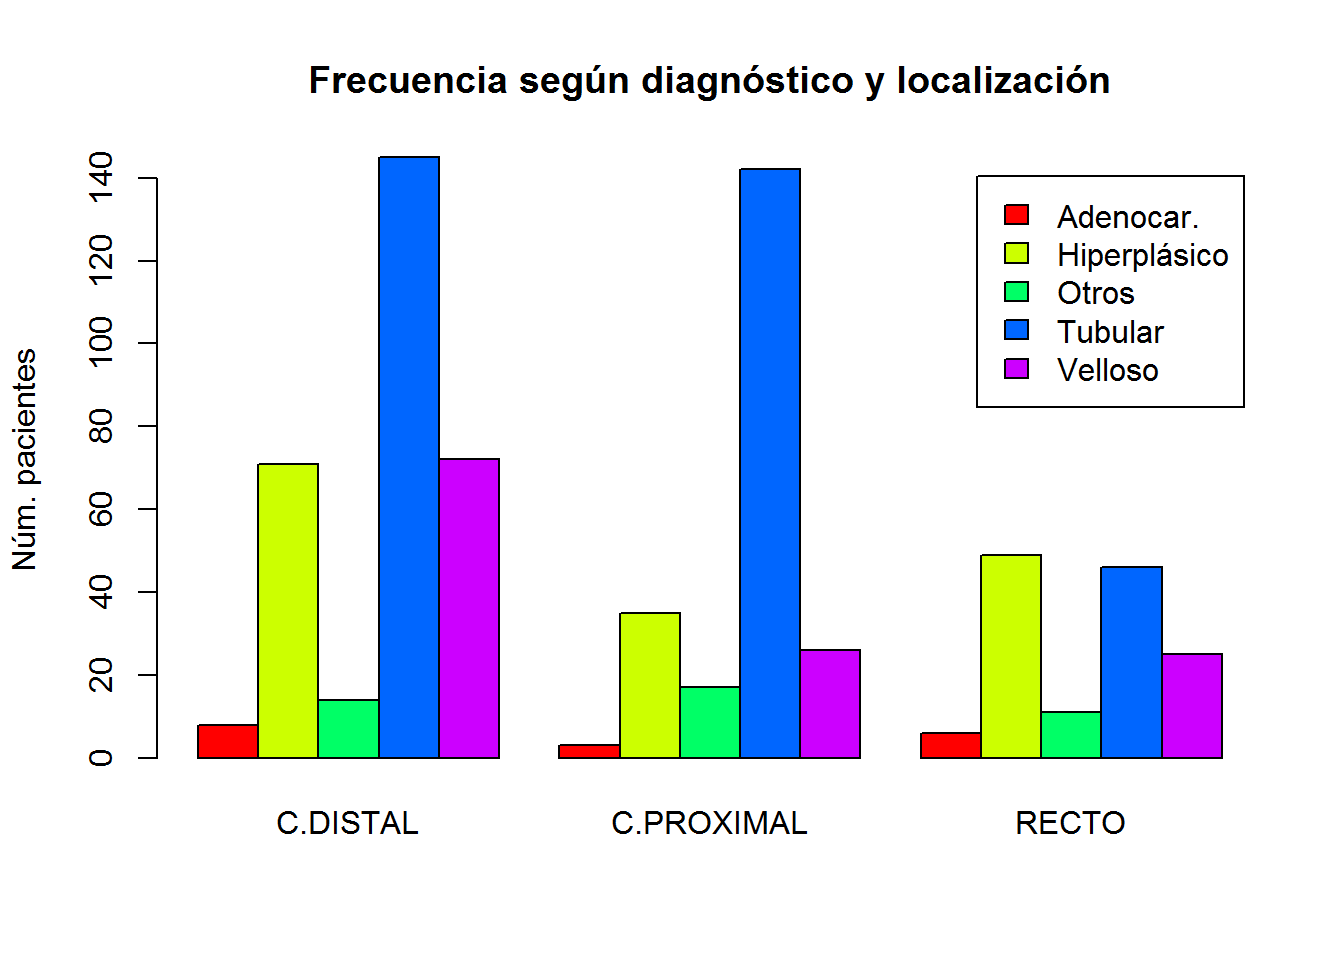 Frecuencia según diagnóstico y localización
Núm. pacientes
140
120
100
80
60
40
20
0
Adenocar.
Hiperplásico
Otros
Tubular
Velloso
C.DISTAL
C.PROXIMAL
RECTO